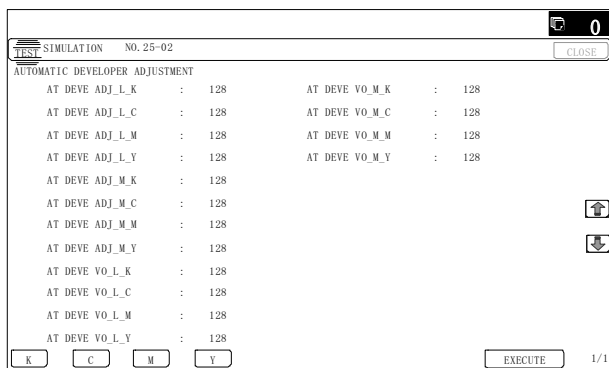 0
TEST SIMULATION NO. 25-02 CLOSE
AUTOMATIC DEVELOPER ADJUSTMENT
AT DEVE ADJ_L_K : 128 AT DEVE VO_M_K : 128
AT DEVE ADJ_L_C : 128 AT DEVE VO_M_C : 128
AT DEVE ADJ_L_M : 128 AT DEVE VO_M_M : 128
AT DEVE ADJ_L_Y : 128 AT DEVE VO_M_Y : 128
AT DEVE ADJ_M_K : 128
AT DEVE ADJ_M_C : 128
AT DEVE ADJ_M_M : 128
AT DEVE ADJ_M_Y : 128
AT DEVE VO_L_K : 128
AT DEVE VO_L_C : 128
AT DEVE VO_L_M : 128
AT DEVE VO_L_Y : 128
K C M Y EXECUTE 1/1